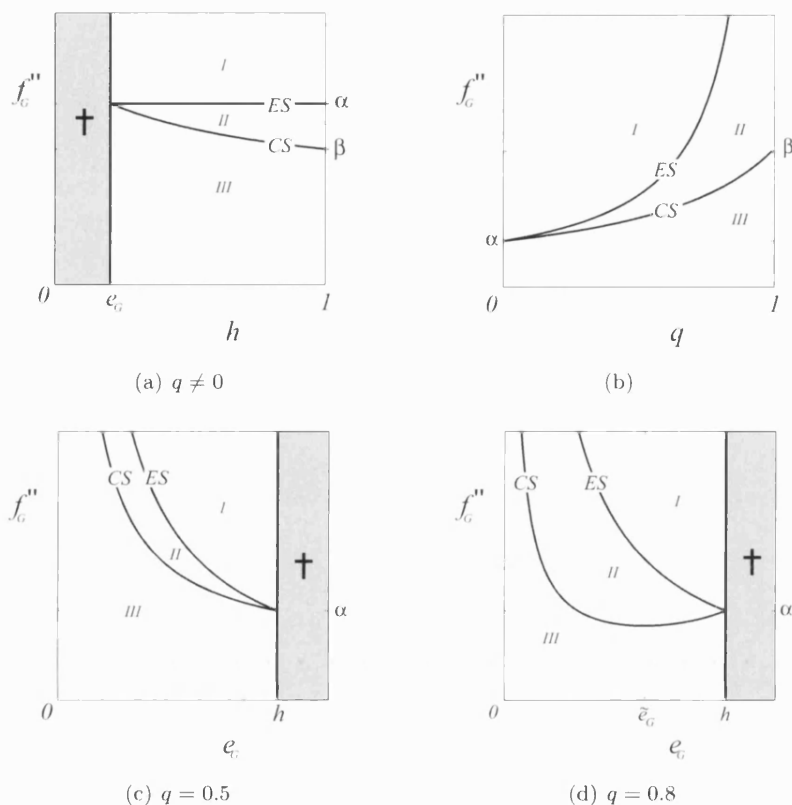 I
f_G''
ES
α
†
II
CS
β
III
0
e_G
1
h
(a) q ≠ 0
I
II
f_G''
β
ES
CS
III
α
0
1
q
(b)
CS
ES
I
f_G''
II
†
III
α
0
h
e_G
(c) q = 0.5
CS
ES
I
f_G''
†
II
III
α
0
ẽ_G
h
e_G
(d) q = 0.8